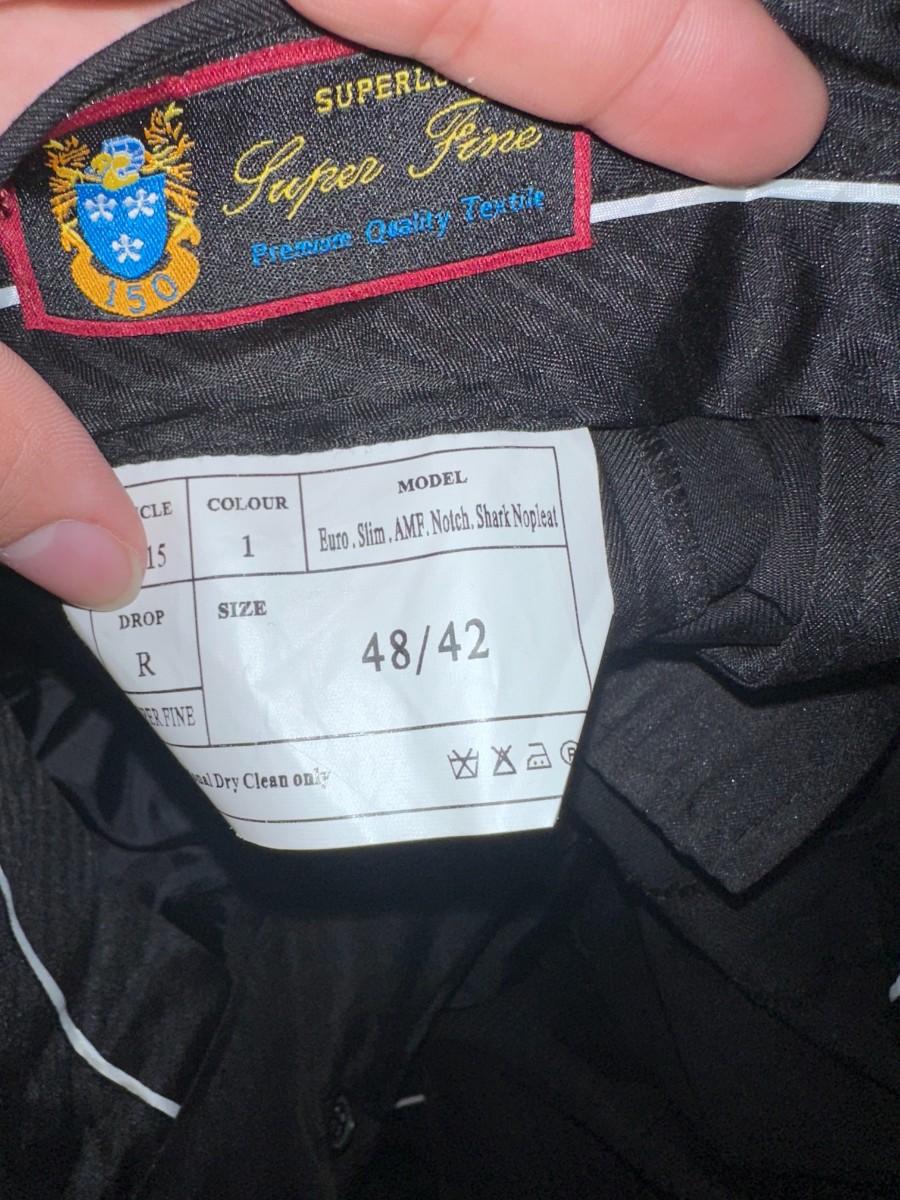 Super Fine
Premium Quality Textile
150
COLOUR
1
MODEL
Euro, Slim, AMF, Notch, Shark Nopleat
15
DROP
R
SIZE
48/42
FINE
Dry Clean only
P